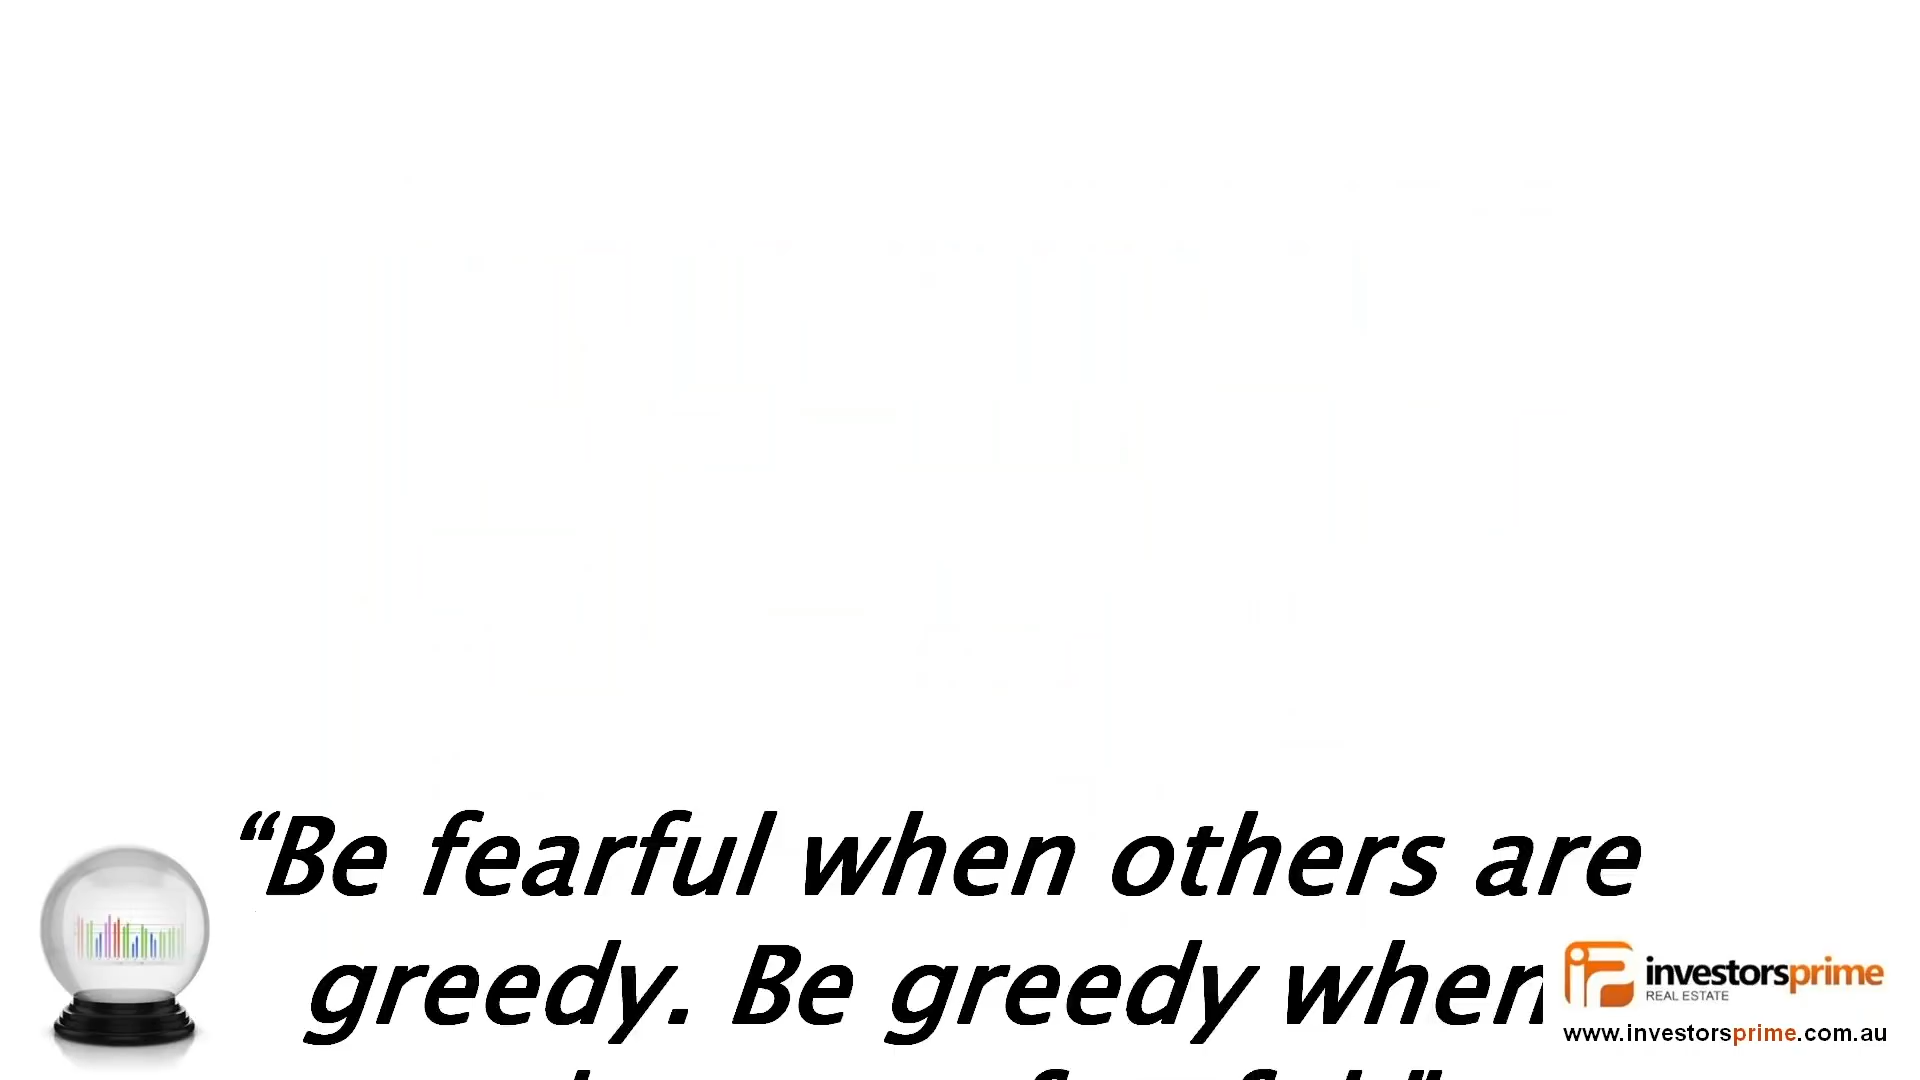 “Be fearful when others are
greedy. Be greedy when
investorsprime
REAL ESTATE
www.investorsprime.com.au